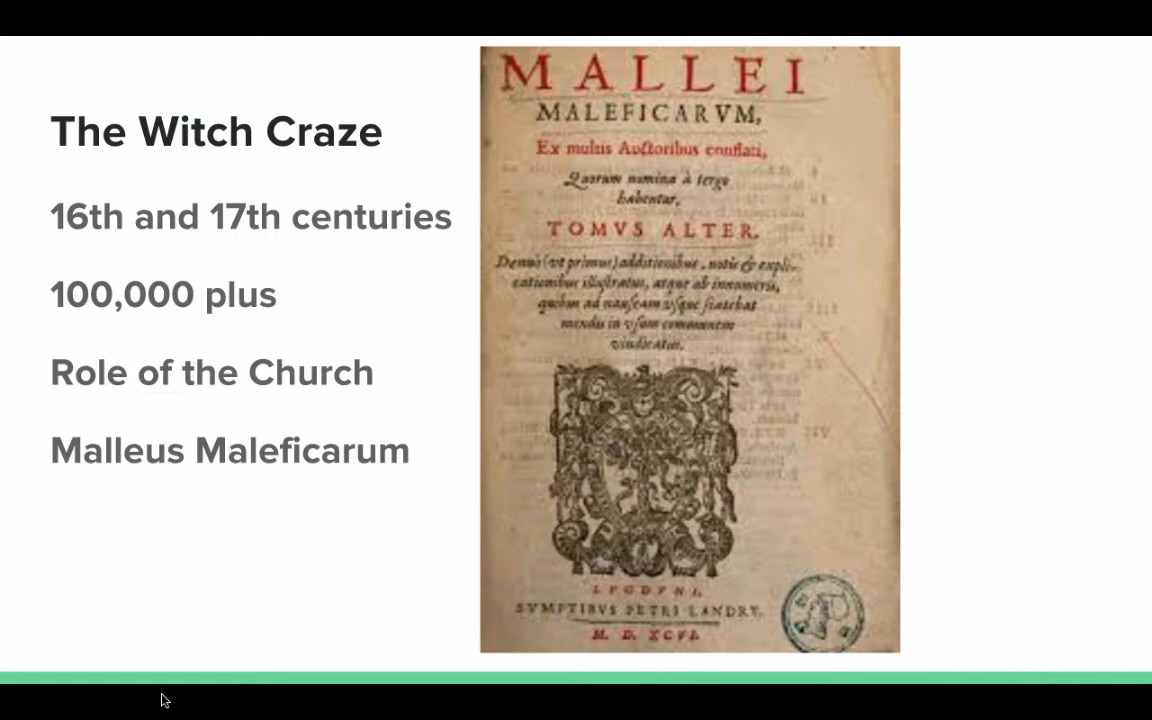 The Witch Craze
16th and 17th centuries
100,000 plus
Role of the Church
Malleus Maleficarum
MALLEI
MALEFICARVM,
Ex multis Auctoribus conflati,
Quorum nomina à tergo
habentur,
TOMVS ALTER.
Denuò (vt primus) additionibus, notis & expli-
cationibus illustratus, atque ab innumeris,
quibus ad nauseam vsque scatebat
mendis in vsum communem
vindicatus.
LVGDVNI,
SVMPTIBVS PETRI LANDRY.
M. D. XCVI.